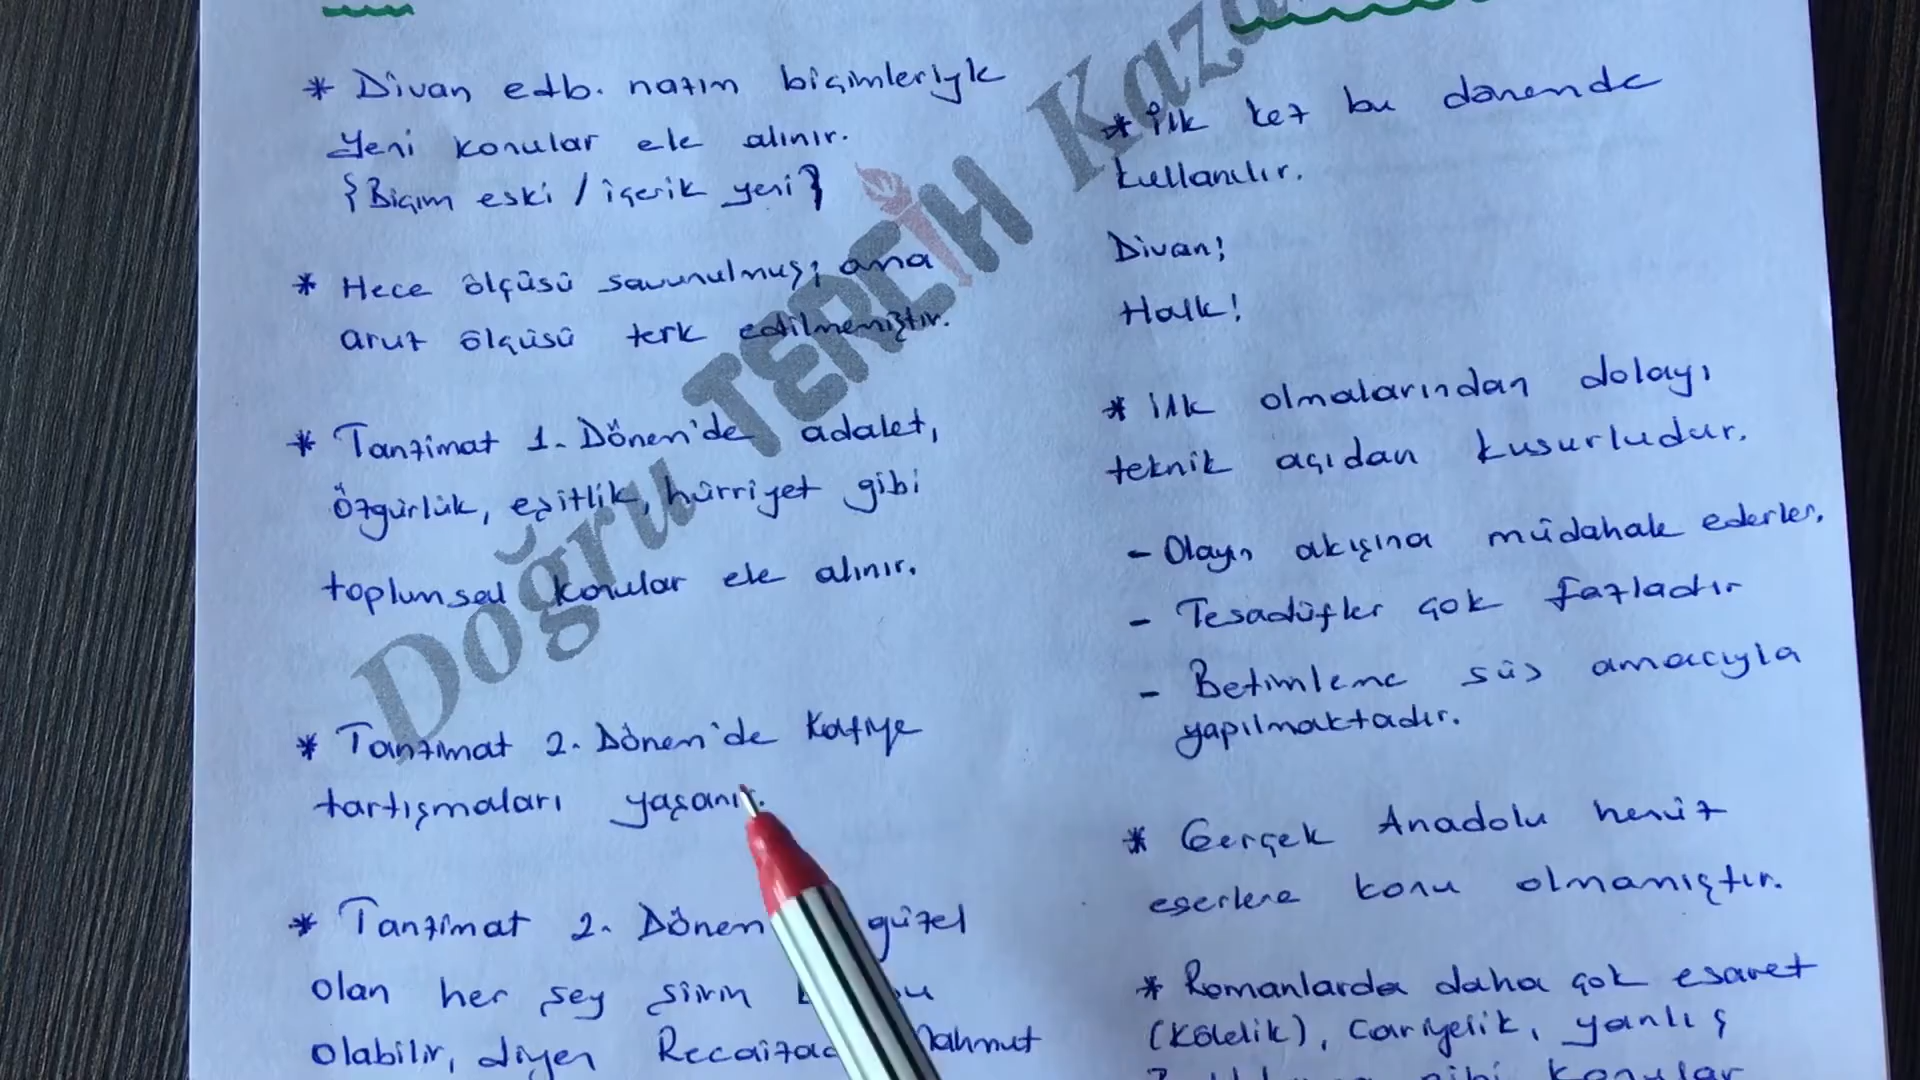 * Divan edb. nazım biçimleriyle
yeni konular ele alınır.
{Biçim eski / içerik yeni}
* Hece ölçüsü savunulmuş; ama
aruz ölçüsü terk edilmemiştir.
* Tanzimat 1. Dönem'de adalet,
özgürlük, eşitlik, hürriyet gibi
toplumsal konular ele alınır.
* Tanzimat 2. Dönem'de kafiye
tartışmaları yaşanır.
* Tanzimat 2. Dönem güzel
olan her şey şiirin
olabilir, diyen
* İlk kez bu dönemde
kullanılır.
Divan;
Halk;
* İlk olmalarından dolayı
teknik açıdan kusurludur.
- Olayın akışına müdahale ederler.
- Tesadüfler çok fazladır
- Betimleme süs amacıyla
yapılmaktadır.
* Gerçek Anadolu henüz
eserlere konu olmamıştır.
* Romanlarda daha çok esaret
(kölelik), cariyelik, yanlış
gibi konular
Doğru TERCİH